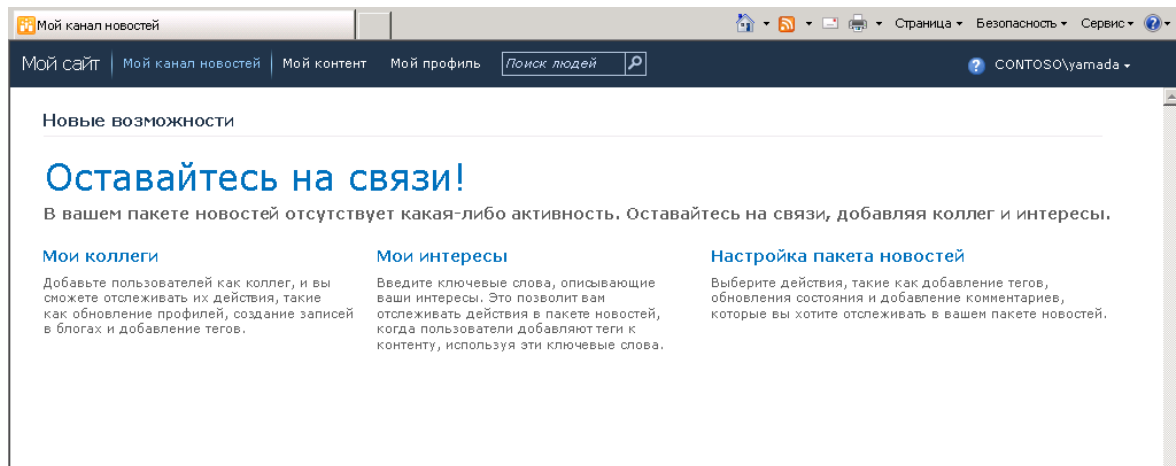 Мой канал новостей
Страница Безопасность Сервис
Мой сайт Мой канал новостей Мой контент Мой профиль Поиск людей CONTOSO\yamada
Новые возможности
Оставайтесь на связи!
В вашем пакете новостей отсутствует какая-либо активность. Оставайтесь на связи, добавляя коллег и интересы.
Мои коллеги
Добавьте пользователей как коллег, и вы
сможете отслеживать их действия, такие
как обновление профилей, создание записей
в блогах и добавление тегов.
Мои интересы
Введите ключевые слова, описывающие
ваши интересы. Это позволит вам
отслеживать действия в пакете новостей,
когда пользователи добавляют теги к
контенту, используя эти ключевые слова.
Настройка пакета новостей
Выберите действия, такие как добавление тегов,
обновления состояния и добавление комментариев,
которые вы хотите отслеживать в вашем пакете новостей.